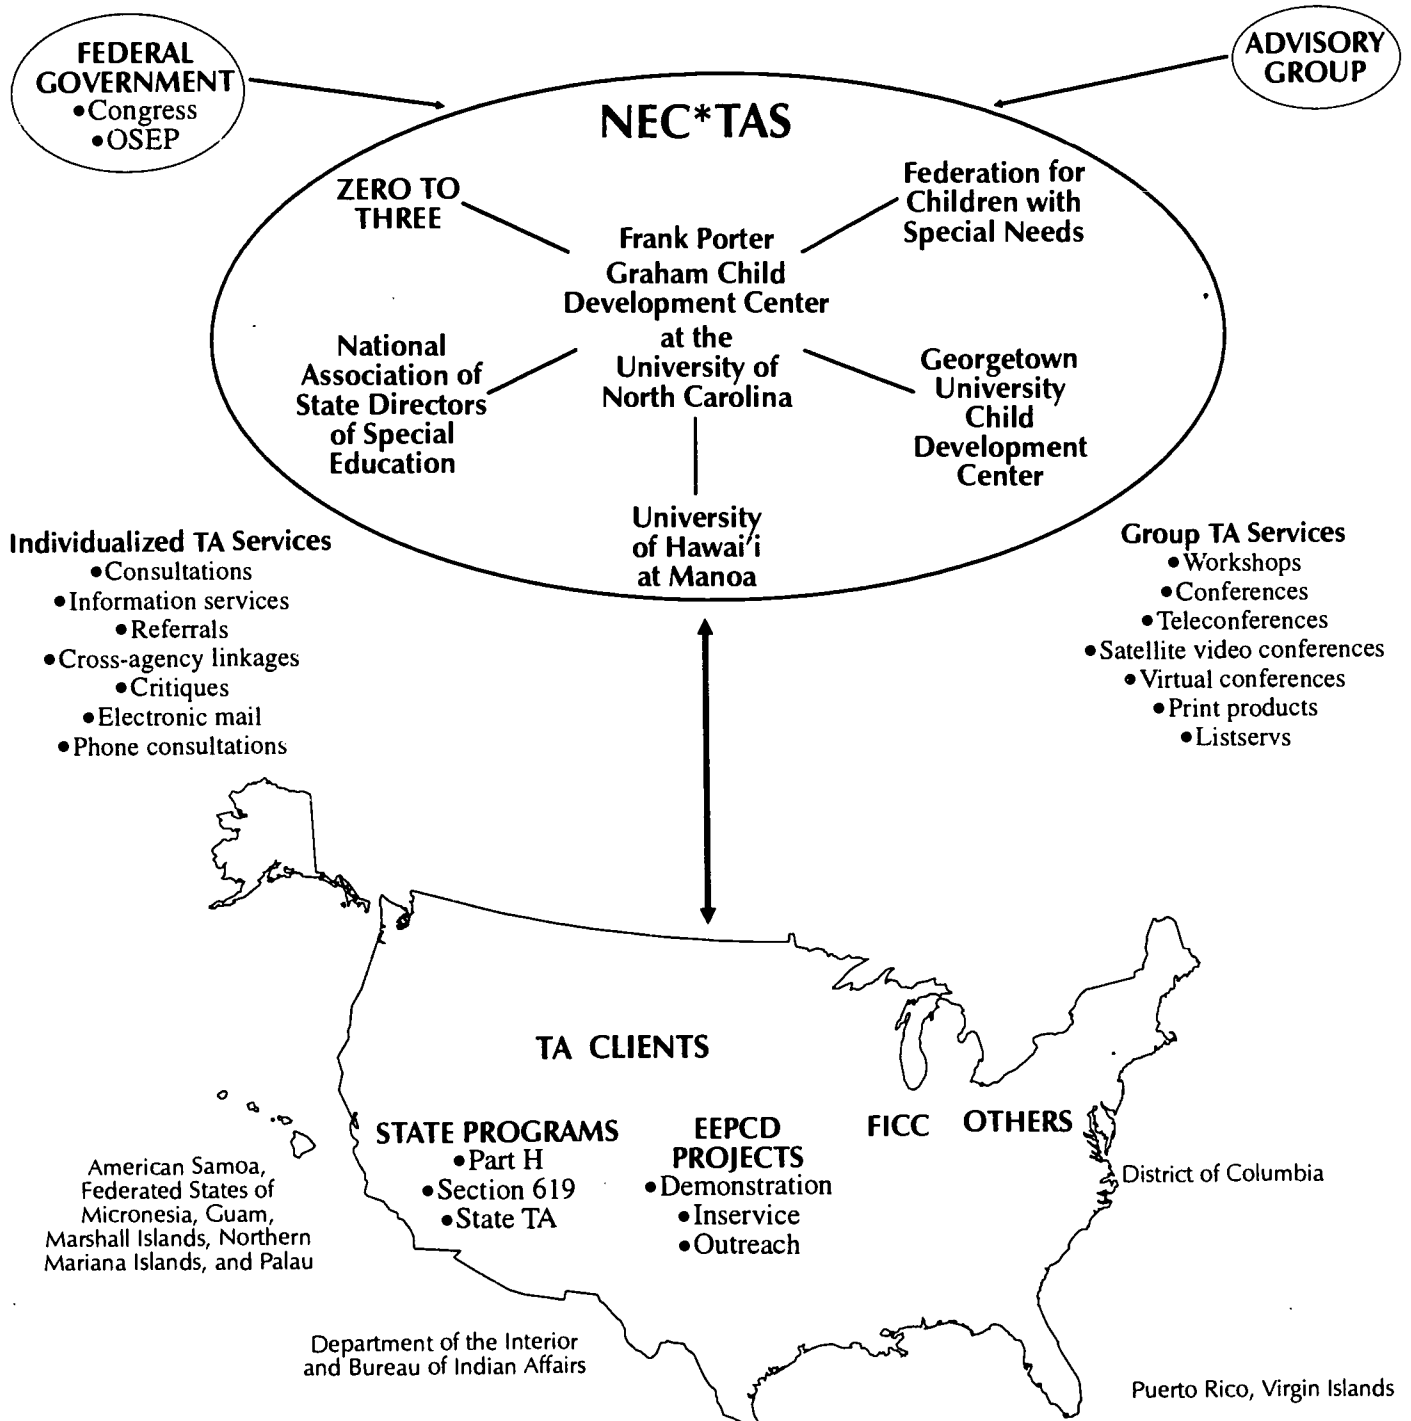 FEDERAL
GOVERNMENT
•Congress
•OSEP
ADVISORY
GROUP
NEC*TAS
ZERO TO
THREE
Federation for
Children with
Special Needs
Frank Porter
Graham Child
Development Center
at the
University of
North Carolina
National
Association of
State Directors
of Special
Education
Georgetown
University
Child
Development
Center
University
of Hawai'i
at Manoa
Individualized TA Services
•Consultations
•Information services
•Referrals
•Cross-agency linkages
•Critiques
•Electronic mail
•Phone consultations
Group TA Services
•Workshops
•Conferences
•Teleconferences
•Satellite video conferences
•Virtual conferences
•Print products
•Listservs
TA CLIENTS
STATE PROGRAMS
•Part H
•Section 619
•State TA
EEPCD
PROJECTS
•Demonstration
•Inservice
•Outreach
FICC
OTHERS
American Samoa,
Federated States of
Micronesia, Guam,
Marshall Islands, Northern
Mariana Islands, and Palau
District of Columbia
Department of the Interior
and Bureau of Indian Affairs
Puerto Rico, Virgin Islands